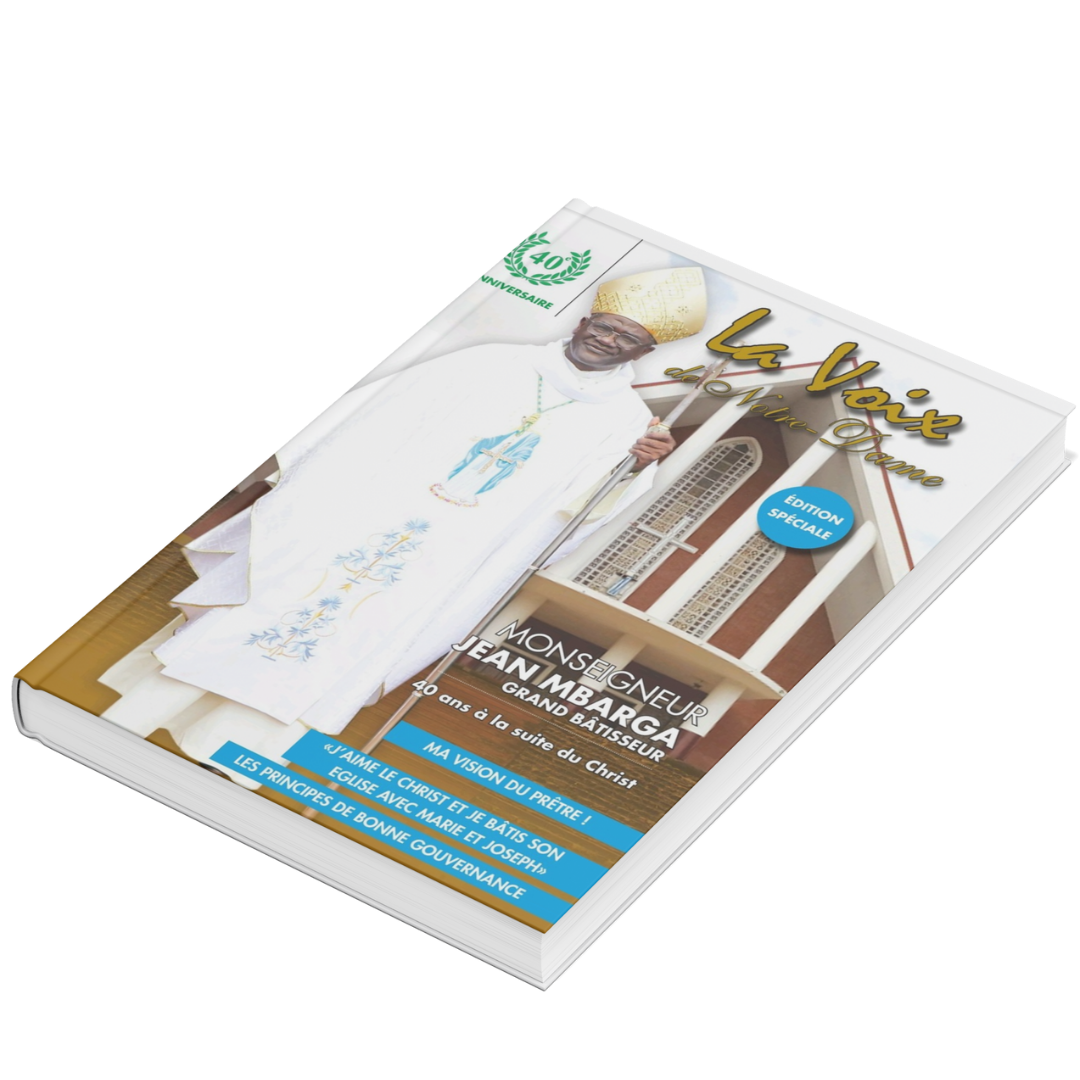 40e
NNIVERSAIRE
La Voix
de Notre-Dame
ÉDITION
SPÉCIALE
MONSEIGNEUR
JEAN MBARGA
GRAND BÂTISSEUR
40 ans à la suite du Christ
MA VISION DU PRÊTRE !
«J'AIME LE CHRIST ET JE BÂTIS SON
EGLISE AVEC MARIE ET JOSEPH»
LES PRINCIPES DE BONNE GOUVERNANCE